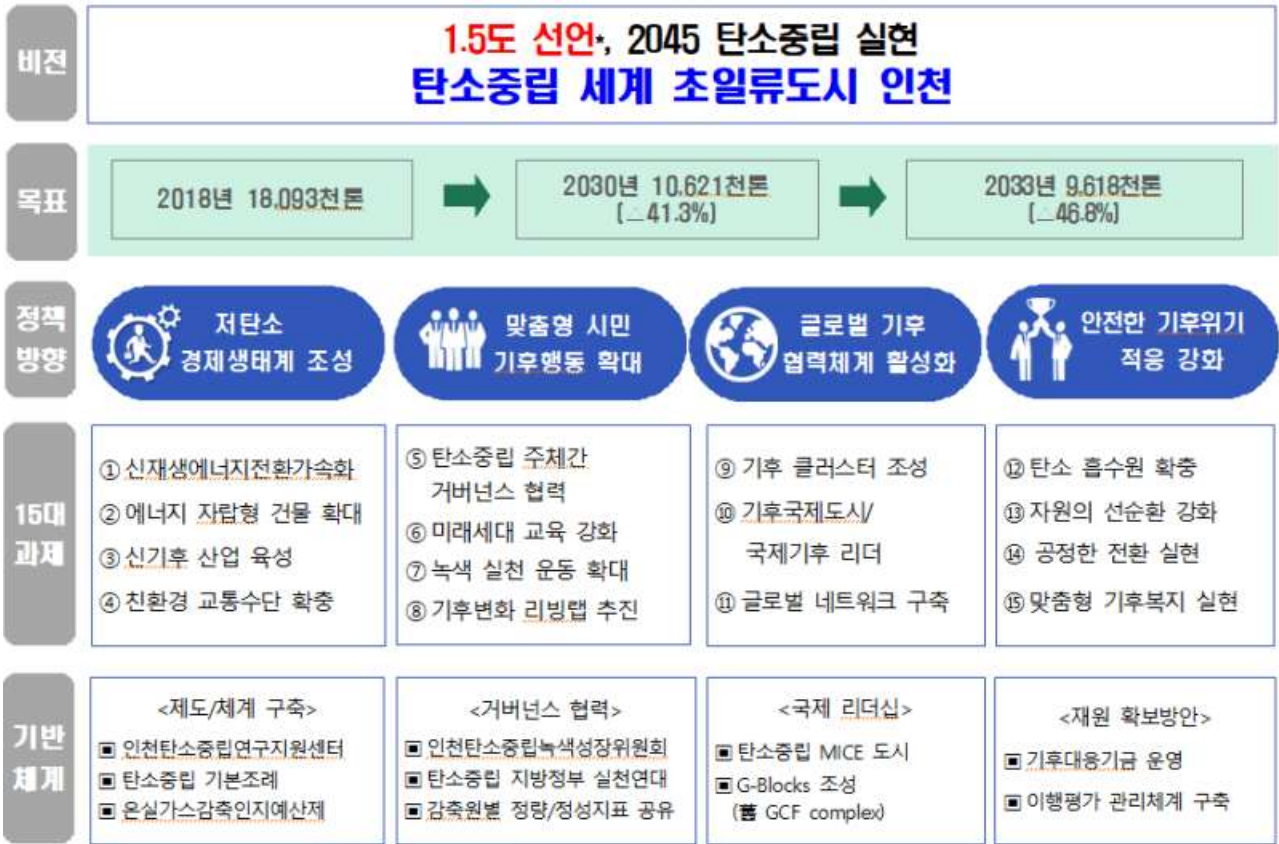 비전
1.5도 선언*, 2045 탄소중립 실현
탄소중립 세계 초일류도시 인천
목표
2018년 18.093천톤
2030년 10.621천톤
(△41.3%)
2033년 9.618천톤
(△46.8%)
정책
방향
저탄소
경제생태계 조성
맞춤형 시민
기후행동 확대
글로벌 기후
협력체계 활성화
안전한 기후위기
적응 강화
15대
과제
① 신재생에너지전환가속화
② 에너지 자립형 건물 확대
③ 신기후 산업 육성
④ 친환경 교통수단 확충
⑤ 탄소중립 주체간
거버넌스 협력
⑥ 미래세대 교육 강화
⑦ 녹색 실천 운동 확대
⑧ 기후변화 리빙랩 추진
⑨ 기후 클러스터 조성
⑩ 기후국제도시/
국제기후 리더
⑪ 글로벌 네트워크 구축
⑫ 탄소 흡수원 확충
⑬ 자원의 선순환 강화
⑭ 공정한 전환 실현
⑮ 맞춤형 기후복지 실현
기반
체계
<제도/체계 구축>
▣ 인천탄소중립연구지원센터
▣ 탄소중립 기본조례
▣ 온실가스감축인지예산제
<거버넌스 협력>
▣ 인천탄소중립녹색성장위원회
▣ 탄소중립 지방정부 실천연대
▣ 감축원별 정량/정성지표 공유
<국제 리더십>
▣ 탄소중립 MICE 도시
▣ G-Blocks 조성
(舊 GCF complex)
<재원 확보방안>
▣ 기후대응기금 운영
▣ 이행평가 관리체계 구축